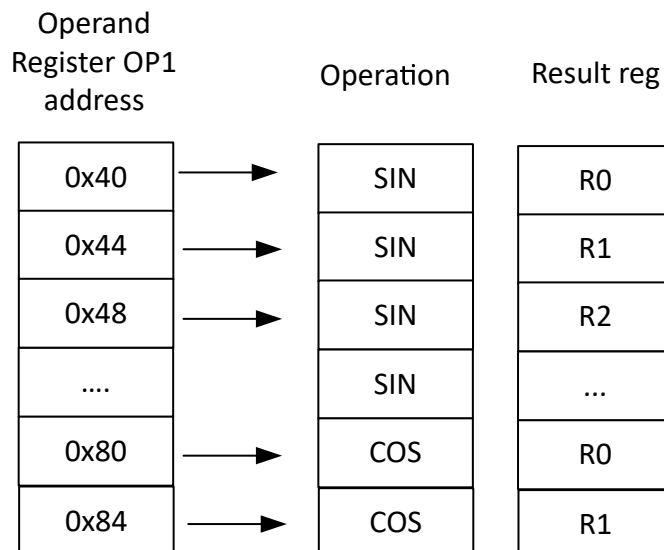 Operand
Register OP1
address
Operation
Result reg
0x40
SIN
R0
0x44
SIN
R1
0x48
SIN
R2
....
SIN
...
0x80
COS
R0
0x84
COS
R1